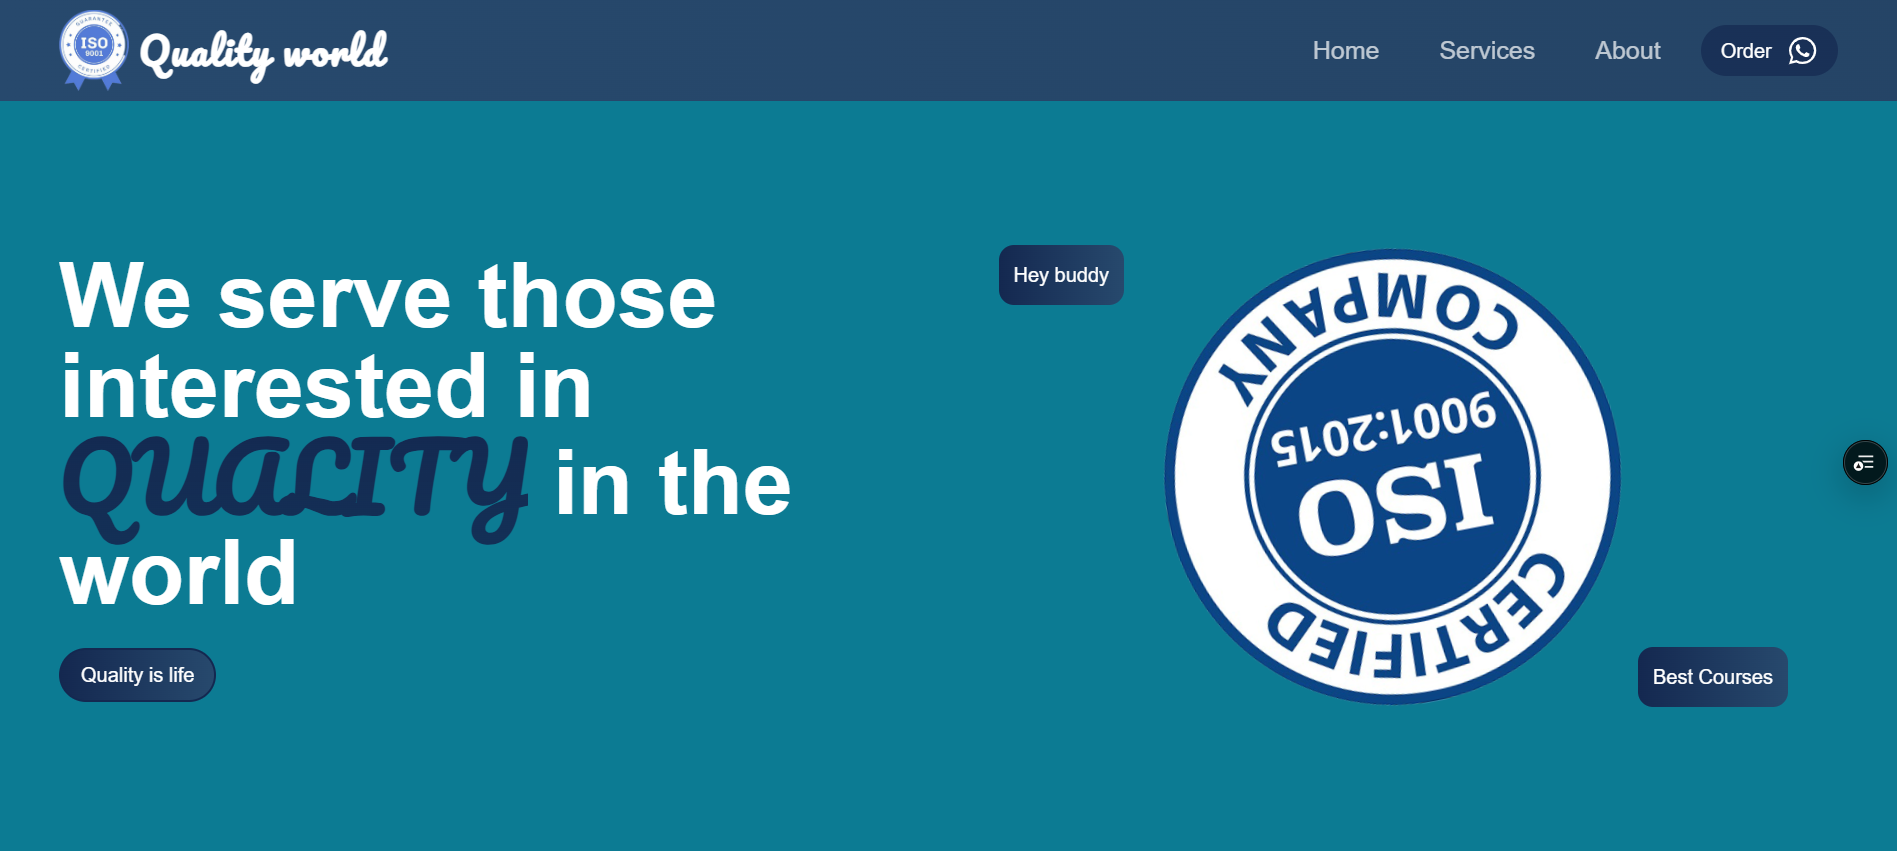 GUARANTEE
ISO
9001
CERTIFIED
Quality world
Home
Services
About
Order
We serve those
interested in
QUALITY in the
world
Quality is life
Hey buddy
CERTIFIED
ISO
9001:2015
COMPANY
Best Courses